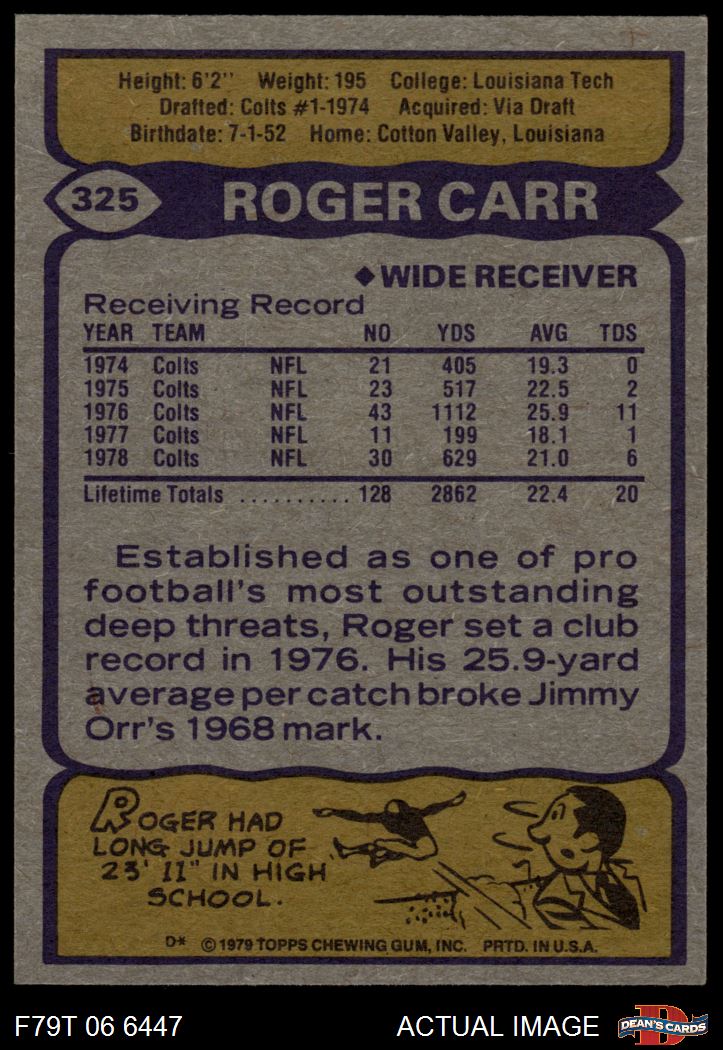 Height: 6'2'' Weight: 195 College: Louisiana Tech
Drafted: Colts #1-1974 Acquired: Via Draft
Birthdate: 7-1-52 Home: Cotton Valley, Louisiana
325 ROGER CARR
◆WIDE RECEIVER
Receiving Record
YEAR TEAM NO YDS AVG TDS
1974 Colts NFL 21 405 19.3 0
1975 Colts NFL 23 517 22.5 2
1976 Colts NFL 43 1112 25.9 11
1977 Colts NFL 11 199 18.1 1
1978 Colts NFL 30 629 21.0 6
Lifetime Totals .......... 128 2862 22.4 20
Established as one of pro
football's most outstanding
deep threats, Roger set a club
record in 1976. His 25.9-yard
average per catch broke Jimmy
Orr's 1968 mark.
ROGER HAD
LONG JUMP OF
23' 11" IN HIGH
SCHOOL.
D* ©1979 TOPPS CHEWING GUM, INC. PRTD. IN U.S.A.
F79T 06 6447 ACTUAL IMAGE D DEAN'S CARDS